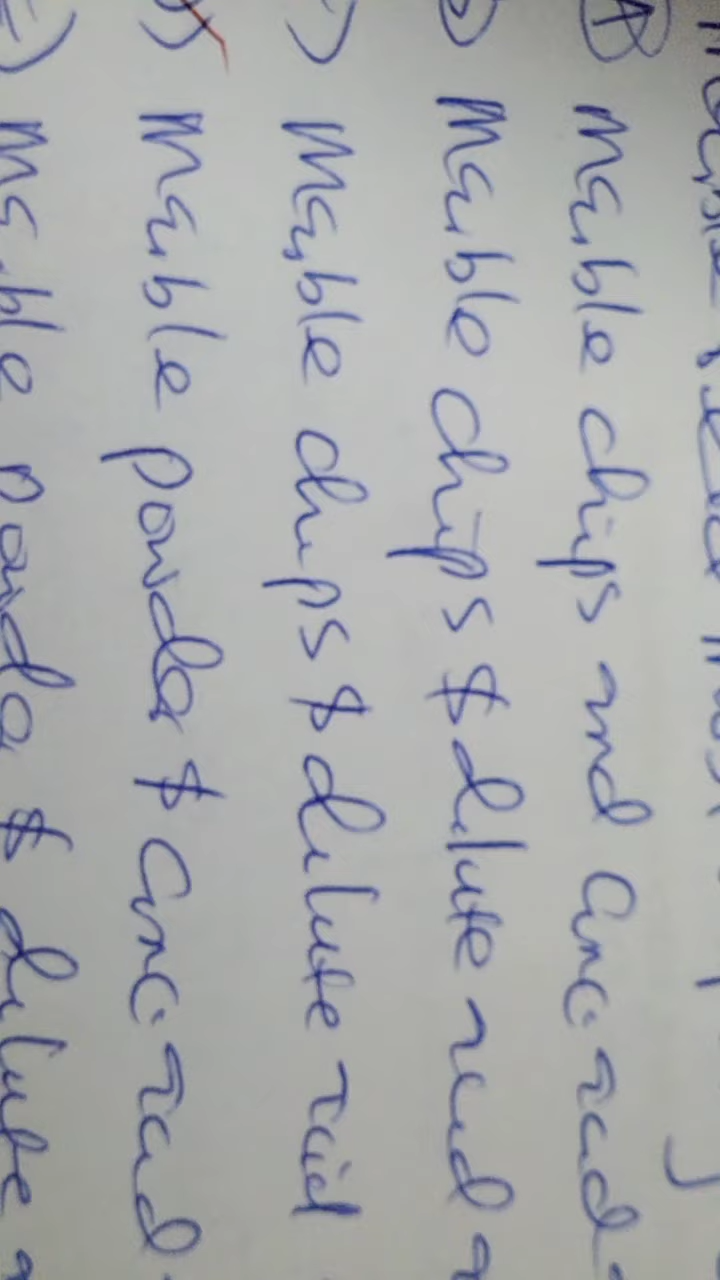 (A) Marble chips and Conc. acid
) Marble chips & dilute acid
) Marble chips & dilute acid
) Marble powder & Conc. acid
) Marble powder & dilute